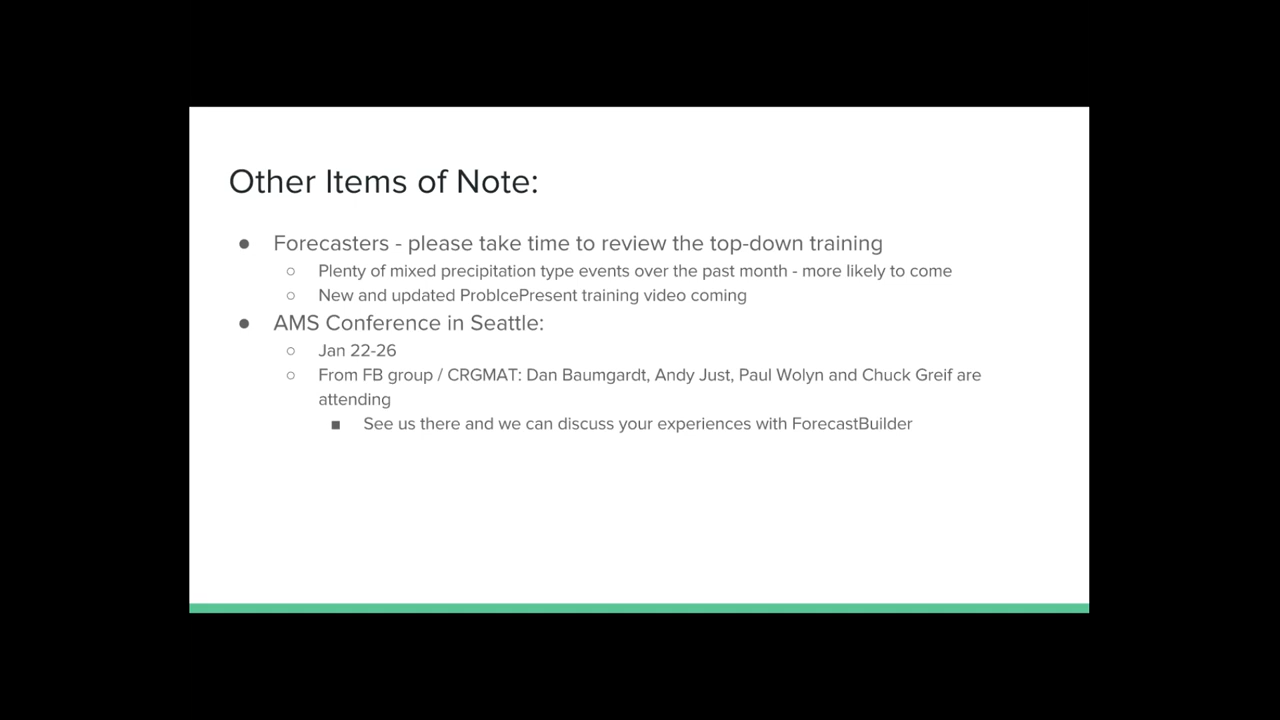 Other Items of Note:
● Forecasters - please take time to review the top-down training
○ Plenty of mixed precipitation type events over the past month - more likely to come
○ New and updated ProbIcePresent training video coming
● AMS Conference in Seattle:
○ Jan 22-26
○ From FB group / CRGMAT: Dan Baumgardt, Andy Just, Paul Wolyn and Chuck Greif are
attending
■ See us there and we can discuss your experiences with ForecastBuilder